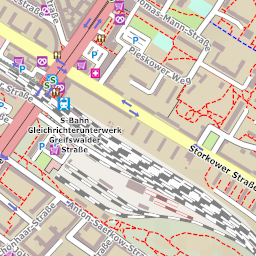 Thomas-Mann-Straße
Pieskower Weg
S
S
S-Bahn
Gleichrichterunterwerk
Greifswalder
Straße
Storkower Straße
Anton-Saefkow-Straße